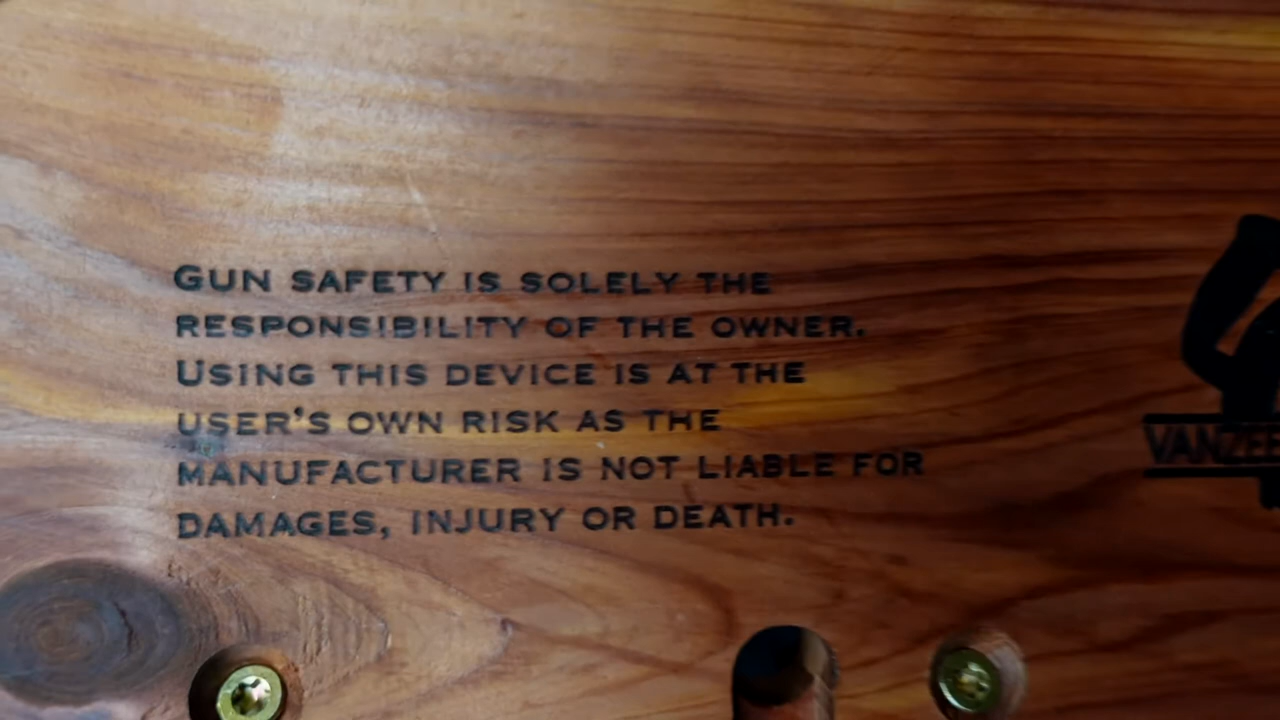 GUN SAFETY IS SOLELY THE
RESPONSIBILITY OF THE OWNER.
USING THIS DEVICE IS AT THE
USER'S OWN RISK AS THE
MANUFACTURER IS NOT LIABLE FOR
DAMAGES, INJURY OR DEATH.